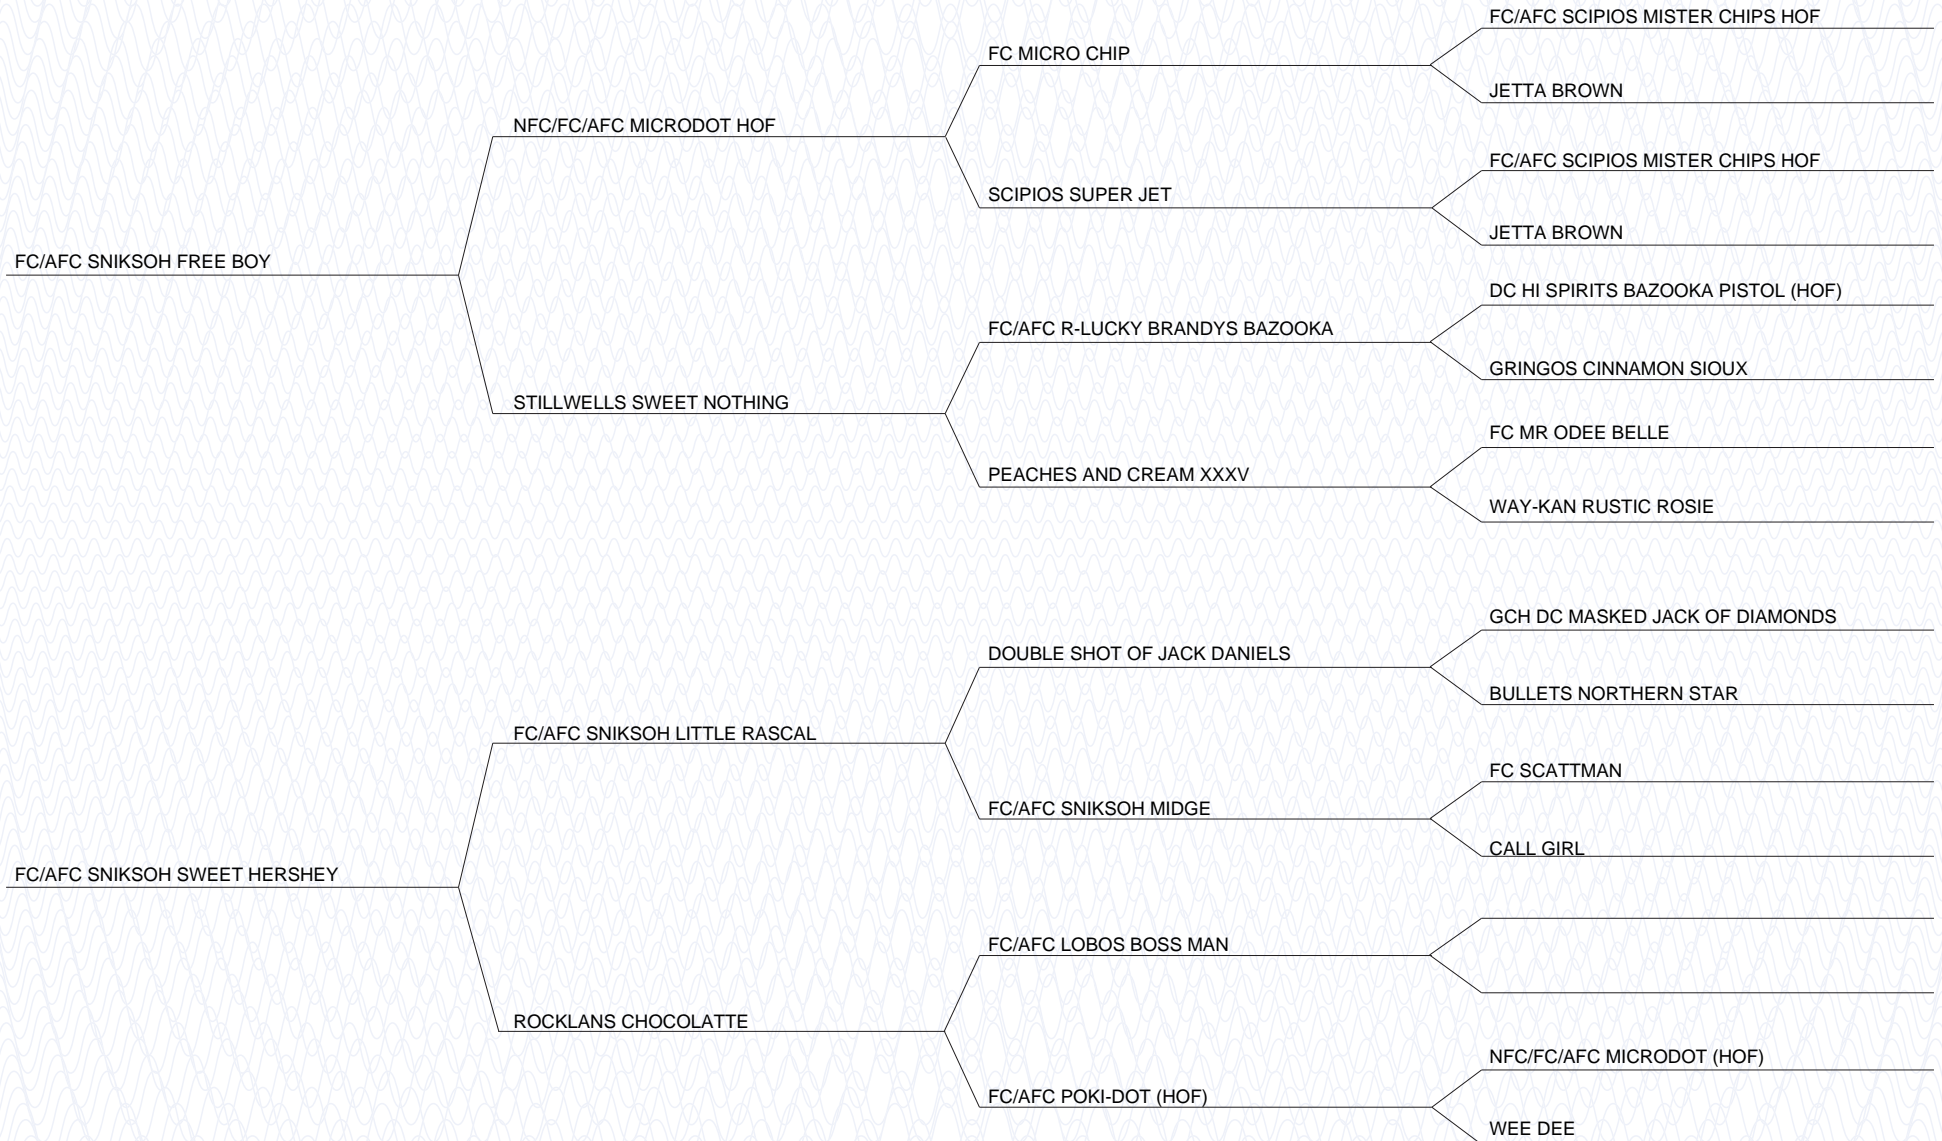 FC/AFC SCIPIOS MISTER CHIPS HOF
FC MICRO CHIP
JETTA BROWN
NFC/FC/AFC MICRODOT HOF
FC/AFC SCIPIOS MISTER CHIPS HOF
SCIPIOS SUPER JET
JETTA BROWN
FC/AFC SNIKSOH FREE BOY
DC HI SPIRITS BAZOOKA PISTOL (HOF)
FC/AFC R-LUCKY BRANDYS BAZOOKA
GRINGOS CINNAMON SIOUX
STILLWELLS SWEET NOTHING
FC MR ODEE BELLE
PEACHES AND CREAM XXXV
WAY-KAN RUSTIC ROSIE
GCH DC MASKED JACK OF DIAMONDS
DOUBLE SHOT OF JACK DANIELS
BULLETS NORTHERN STAR
FC/AFC SNIKSOH LITTLE RASCAL
FC SCATTMAN
FC/AFC SNIKSOH MIDGE
CALL GIRL
FC/AFC SNIKSOH SWEET HERSHEY
FC/AFC LOBOS BOSS MAN
ROCKLANS CHOCOLATTE
NFC/FC/AFC MICRODOT (HOF)
FC/AFC POKI-DOT (HOF)
WEE DEE